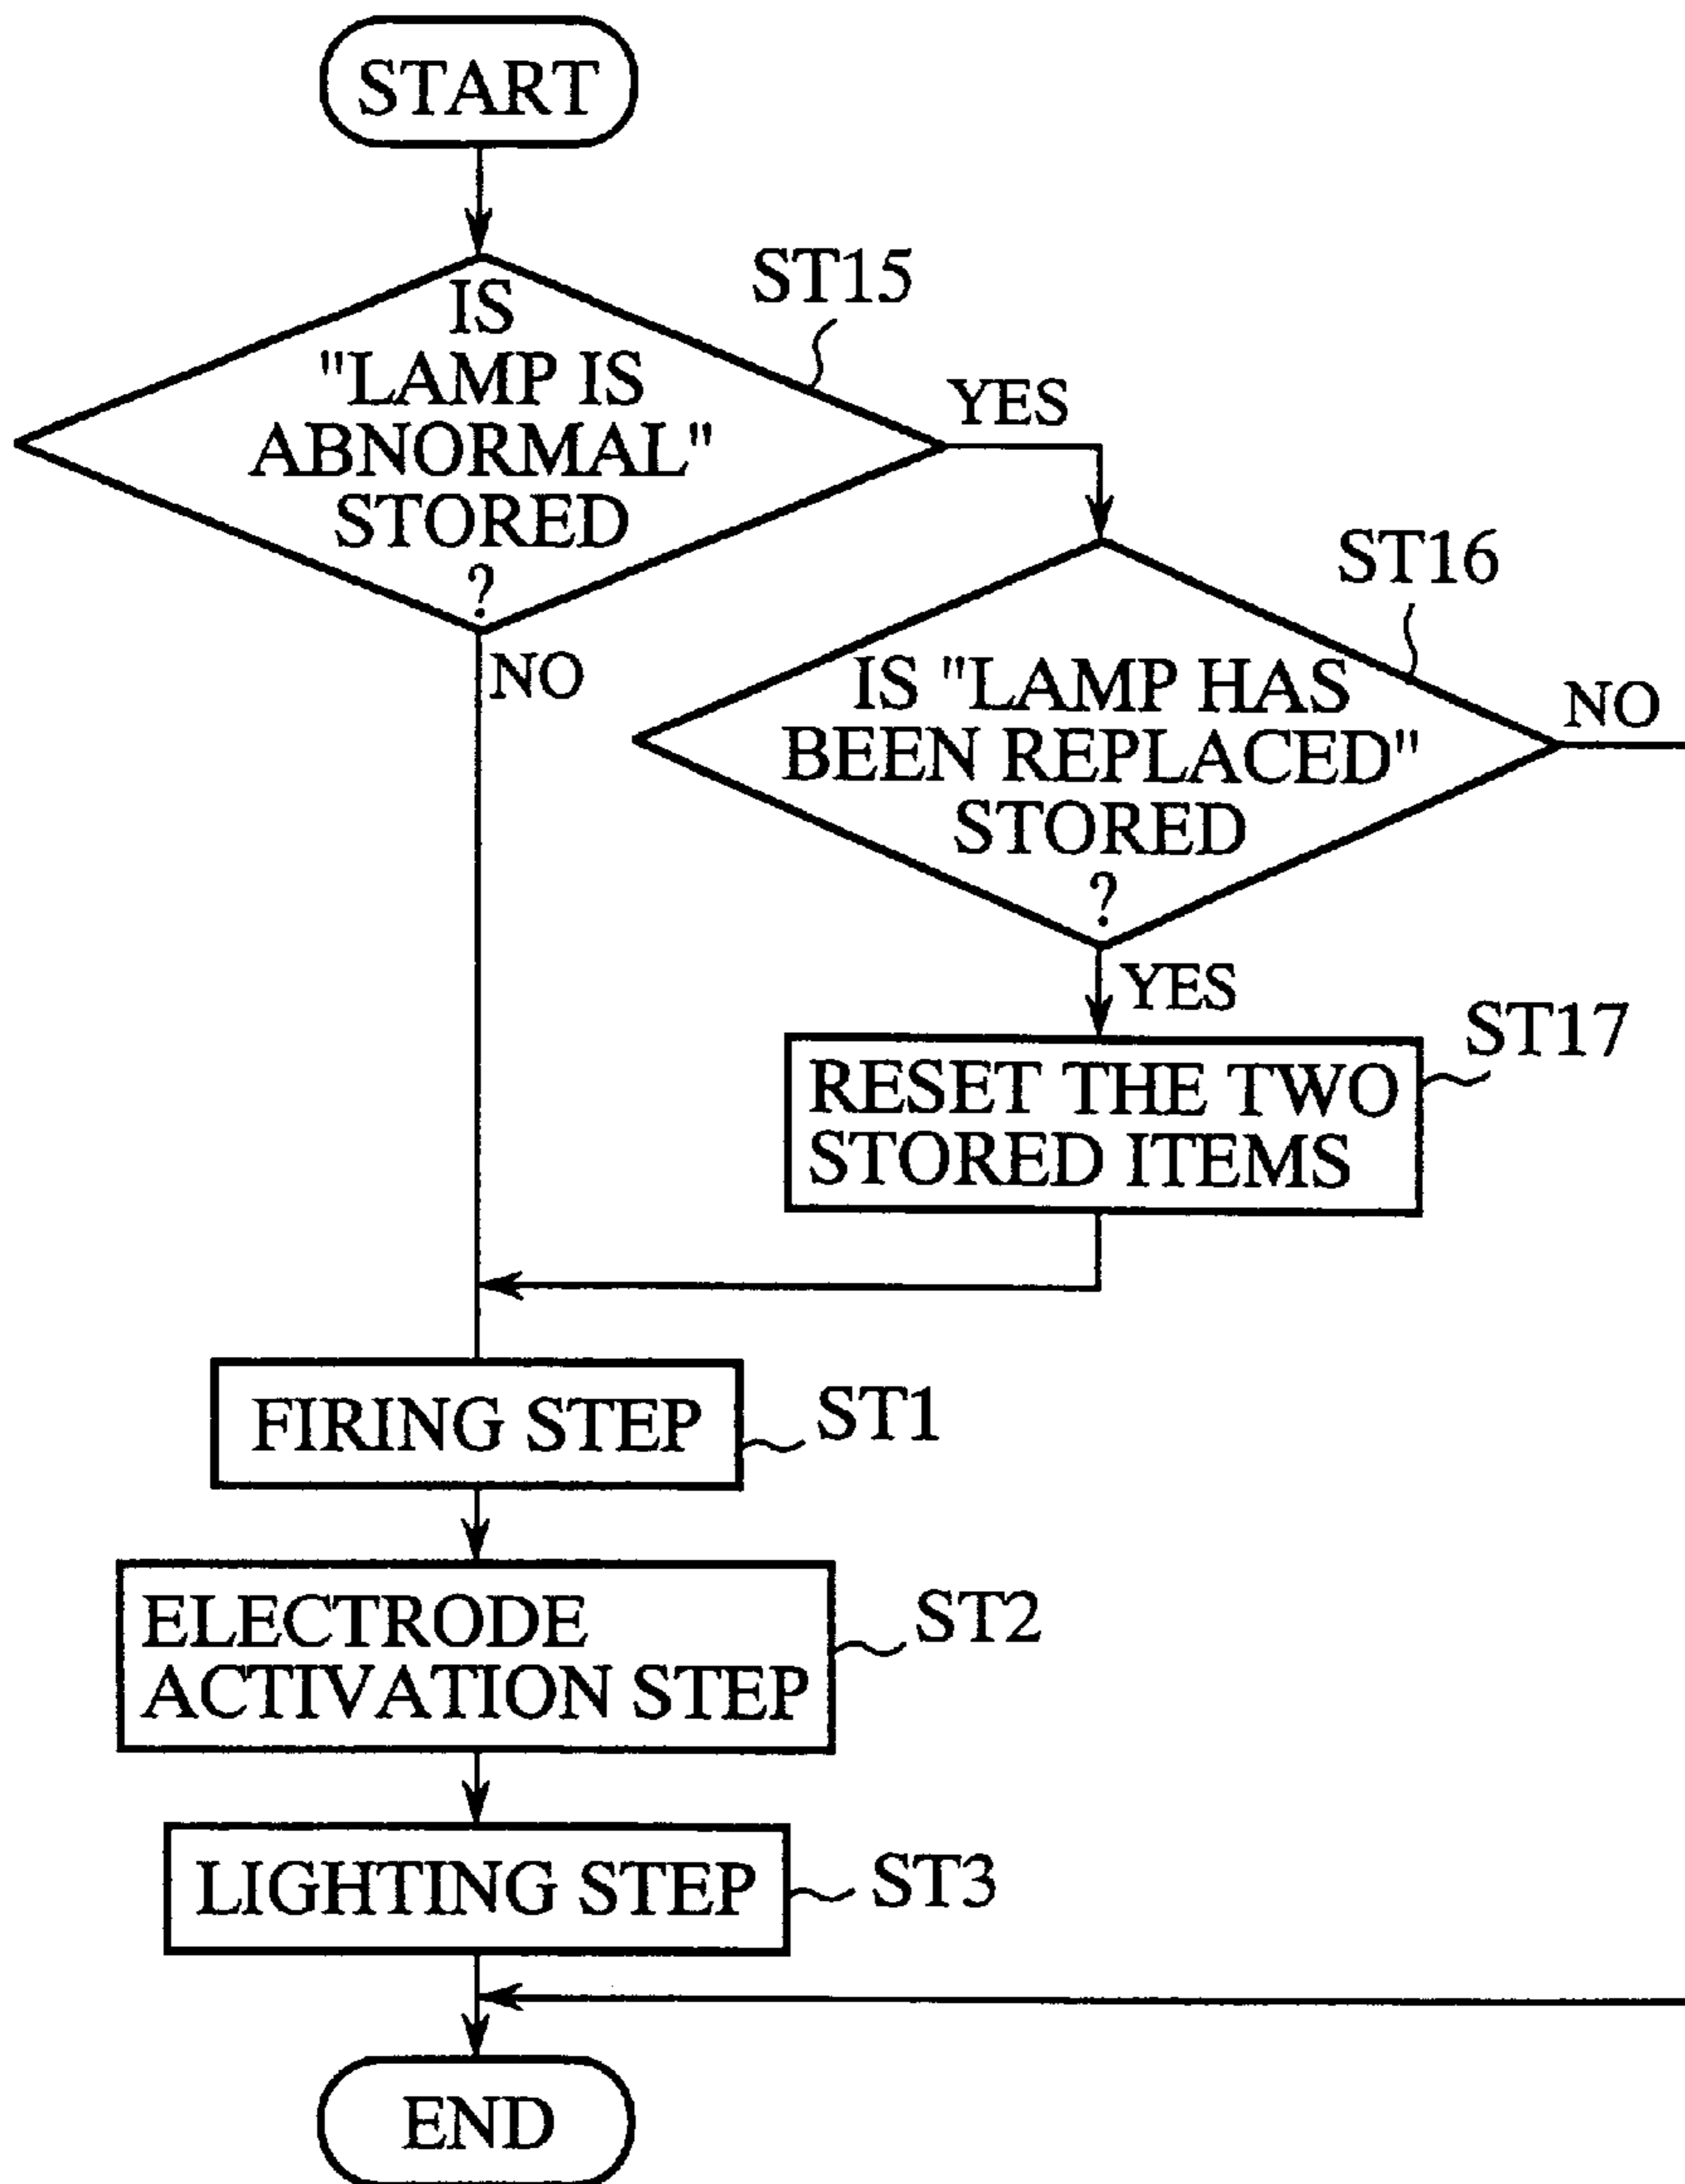 START
IS
"LAMP IS
ABNORMAL"
STORED
?
ST15
YES
NO
IS "LAMP HAS
BEEN REPLACED"
STORED
?
ST16
NO
YES
RESET THE TWO
STORED ITEMS
ST17
FIRING STEP
ST1
ELECTRODE
ACTIVATION STEP
ST2
LIGHTING STEP
ST3
END